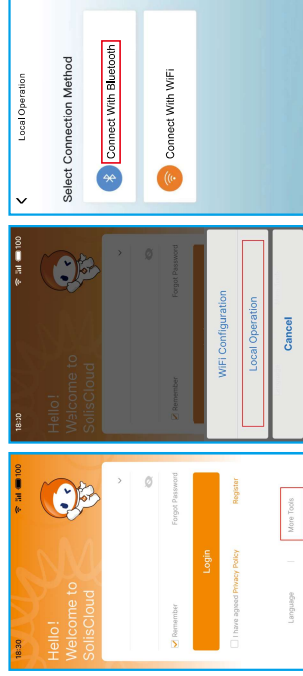 18:30
100
Hello!
Welcome to
SolisCloud
Remember
Forgot Password
Login
I have agreed Privacy Policy
Register
Language
More Tools
18:30
100
Hello!
Welcome to
SolisCloud
Remember
Forgot Password
WiFi Configuration
Local Operation
Cancel
Local Operation
Select Connection Method
Connect With Bluetooth
Connect With WiFi